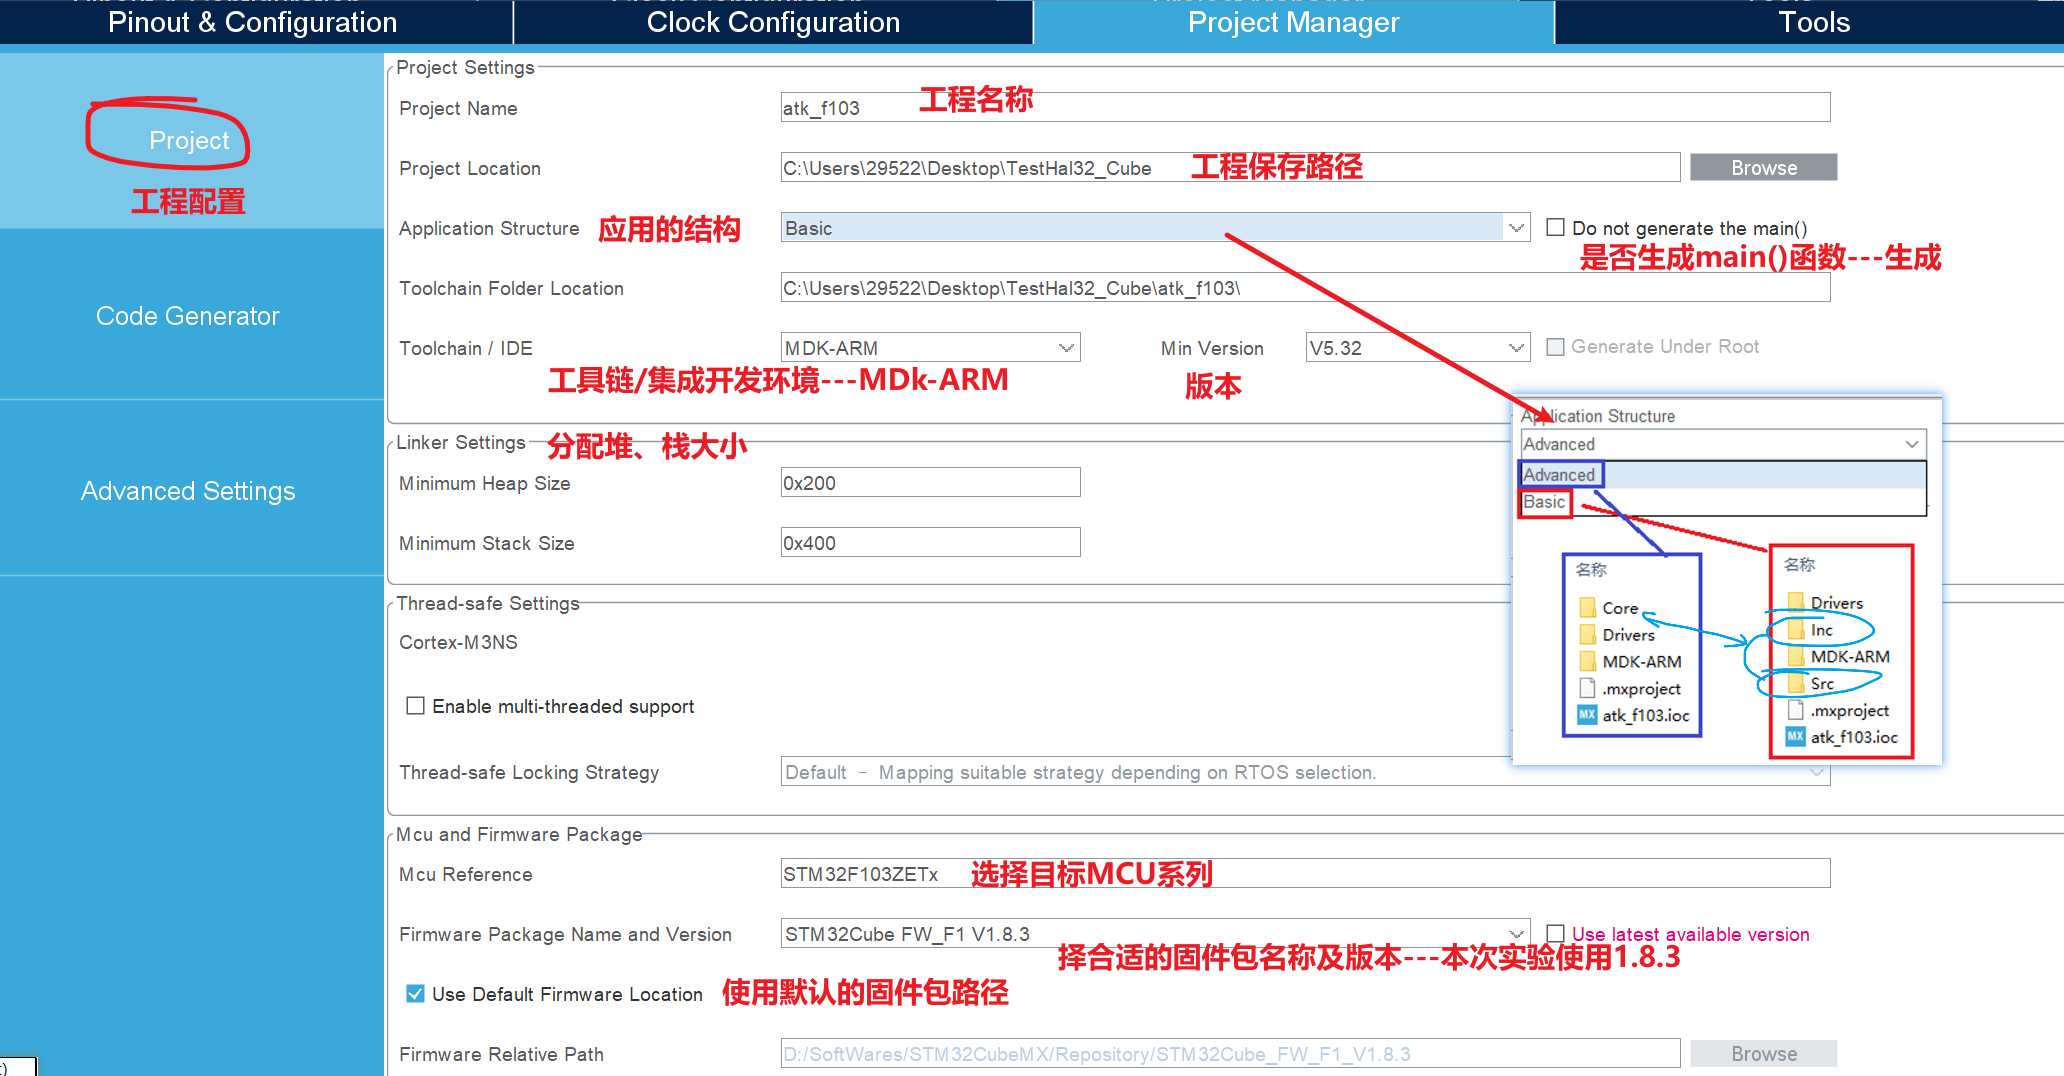 Pinout & Configuration
Clock Configuration
Project Manager
Tools
Project
工程配置
Code Generator
Advanced Settings
Project Settings
Project Name
atk_f103
工程名称
Project Location
C:\Users\29522\Desktop\TestHal32_Cube
工程保存路径
Browse
Application Structure
应用的结构
Basic
Do not generate the main()
是否生成main()函数---生成
Toolchain Folder Location
C:\Users\29522\Desktop\TestHal32_Cube\atk_f103\
Toolchain / IDE
MDK-ARM
Min Version
V5.32
Generate Under Root
工具链/集成开发环境---MDk-ARM
版本
Linker Settings
分配堆、栈大小
Minimum Heap Size
0x200
Minimum Stack Size
0x400
Application Structure
Advanced
Advanced
Basic
名称
Core
Drivers
MDK-ARM
.mxproject
MX
atk_f103.ioc
名称
Drivers
Inc
MDK-ARM
Src
.mxproject
MX
atk_f103.ioc
Thread-safe Settings
Cortex-M3NS
Enable multi-threaded support
Thread-safe Locking Strategy
Default – Mapping suitable strategy depending on RTOS selection.
Mcu and Firmware Package
Mcu Reference
STM32F103ZETx
选择目标MCU系列
Firmware Package Name and Version
STM32Cube FW_F1 V1.8.3
Use latest available version
择合适的固件包名称及版本---本次实验使用1.8.3
Use Default Firmware Location
使用默认的固件包路径
Firmware Relative Path
D:/SoftWares/STM32CubeMX/Repository/STM32Cube_FW_F1_V1.8.3
Browse